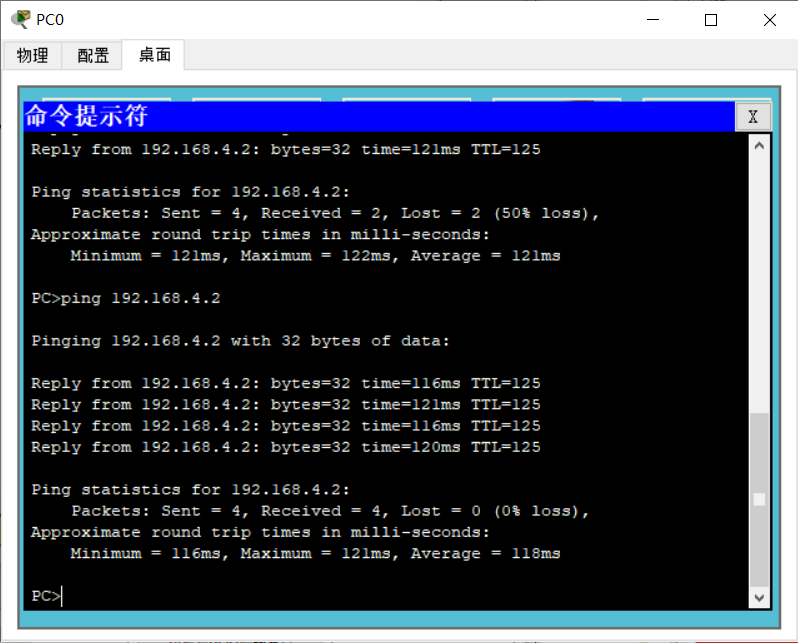 PC0
物理 配置 桌面
命令提示符
X
Reply from 192.168.4.2: bytes=32 time=121ms TTL=125
Ping statistics for 192.168.4.2:
Packets: Sent = 4, Received = 2, Lost = 2 (50% loss),
Approximate round trip times in milli-seconds:
Minimum = 121ms, Maximum = 122ms, Average = 121ms
PC>ping 192.168.4.2
Pinging 192.168.4.2 with 32 bytes of data:
Reply from 192.168.4.2: bytes=32 time=116ms TTL=125
Reply from 192.168.4.2: bytes=32 time=121ms TTL=125
Reply from 192.168.4.2: bytes=32 time=116ms TTL=125
Reply from 192.168.4.2: bytes=32 time=120ms TTL=125
Ping statistics for 192.168.4.2:
Packets: Sent = 4, Received = 4, Lost = 0 (0% loss),
Approximate round trip times in milli-seconds:
Minimum = 116ms, Maximum = 121ms, Average = 118ms
PC>